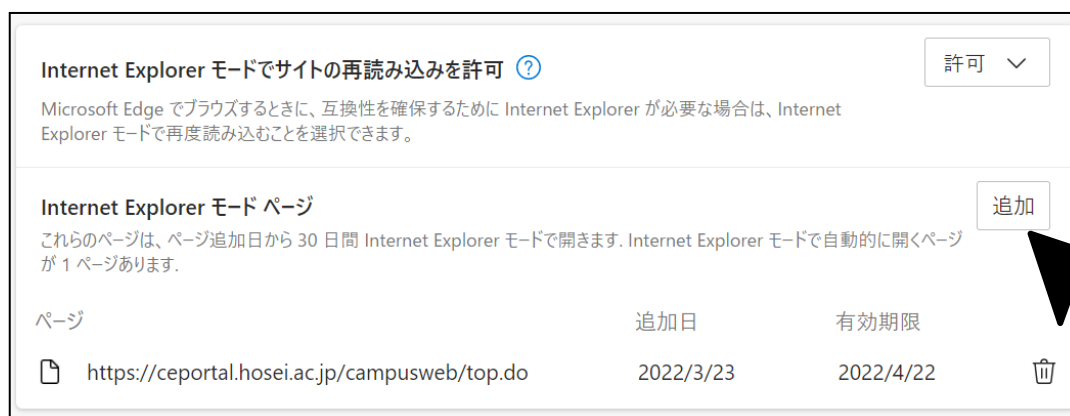 Internet Explorer モードでサイトの再読み込みを許可
許可
Microsoft Edge でブラウズするときに、互換性を確保するために Internet Explorer が必要な場合は、Internet
Explorer モードで再度読み込むことを選択できます。
Internet Explorer モード ページ
追加
これらのページは、ページ追加日から 30 日間 Internet Explorer モードで開きます. Internet Explorer モードで自動的に開くページ
が 1 ページあります.
ページ 追加日 有効期限
https://ceportal.hosei.ac.jp/campusweb/top.do 2022/3/23 2022/4/22